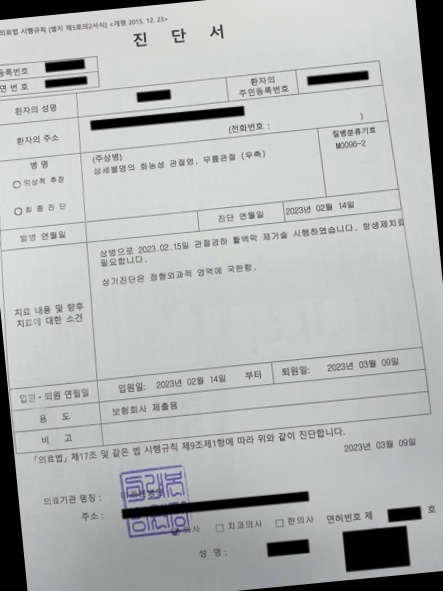 의료법 시행규칙 [별지 제5호의2서식] <개정 2015. 12. 23>
진 단 서
등록번호
연 번 호
환자의 성명
환자의
주민등록번호
환자의 주소
(전화번호 : )
병 명
○ 임상적 추정
○ 최 종 진 단
(주상병)
상세불명의 화농성 관절염, 무릎관절 (우측)
질병분류기호
M0096-2
발병 연월일
진단 연월일
2023년 02월 14일
치료 내용 및 향후
치료에 대한 소견
상병으로 2023.02.15일 관절경하 활액막 제거술 시행하였습니다. 항생제치료
필요합니다.
상기진단은 정형외과적 영역에 국한함.
입원·퇴원 연월일
입원일: 2023년 02월 14일 부터
퇴원일: 2023년 03월 09일
용 도
보험회사 제출용
비 고
「의료법」 제17조 및 같은 법 시행규칙 제9조제1항에 따라 위와 같이 진단합니다.
2023년 03월 09일
의료기관 명칭 :
주소 :
☑ 의사 □ 치과의사 □ 한의사 면허번호 제 호
성 명 :